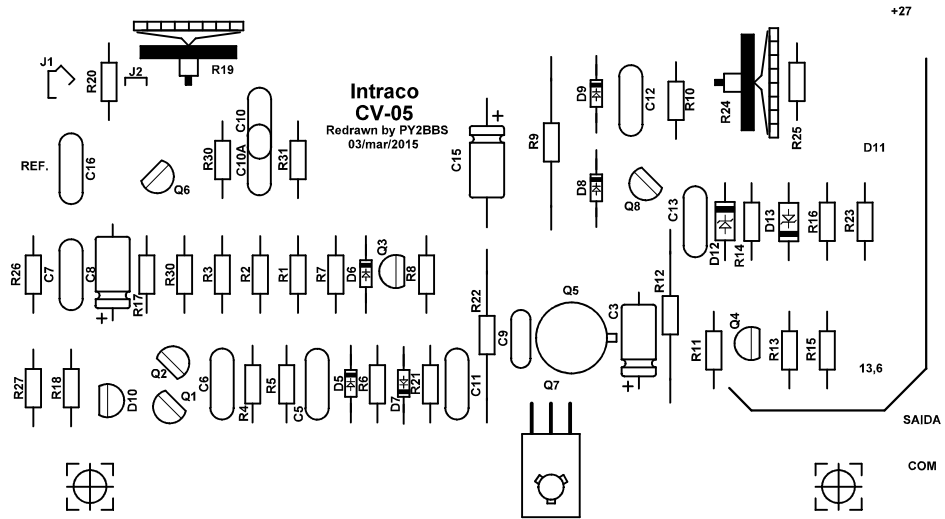 +27
J1
R20
J2
R19
Intraco
CV-05
Redrawn by PY2BBS
03/mar/2015
D9
C12
R10
R24
R25
REF.
C16
Q6
R30
C10
C10A
R31
C15
+
R9
D8
Q8
C13
D12
R14
D13
R16
R23
D11
R26
C7
C8
+
R17
R30
R3
R2
R1
R7
D6
Q3
R8
R22
C9
Q5
C3
+
R12
R11
Q4
R13
R15
13,6
R27
R18
D10
Q2
Q1
C6
R4
R5
C5
D5
R6
D7
R21
C11
Q7
SAIDA
COM